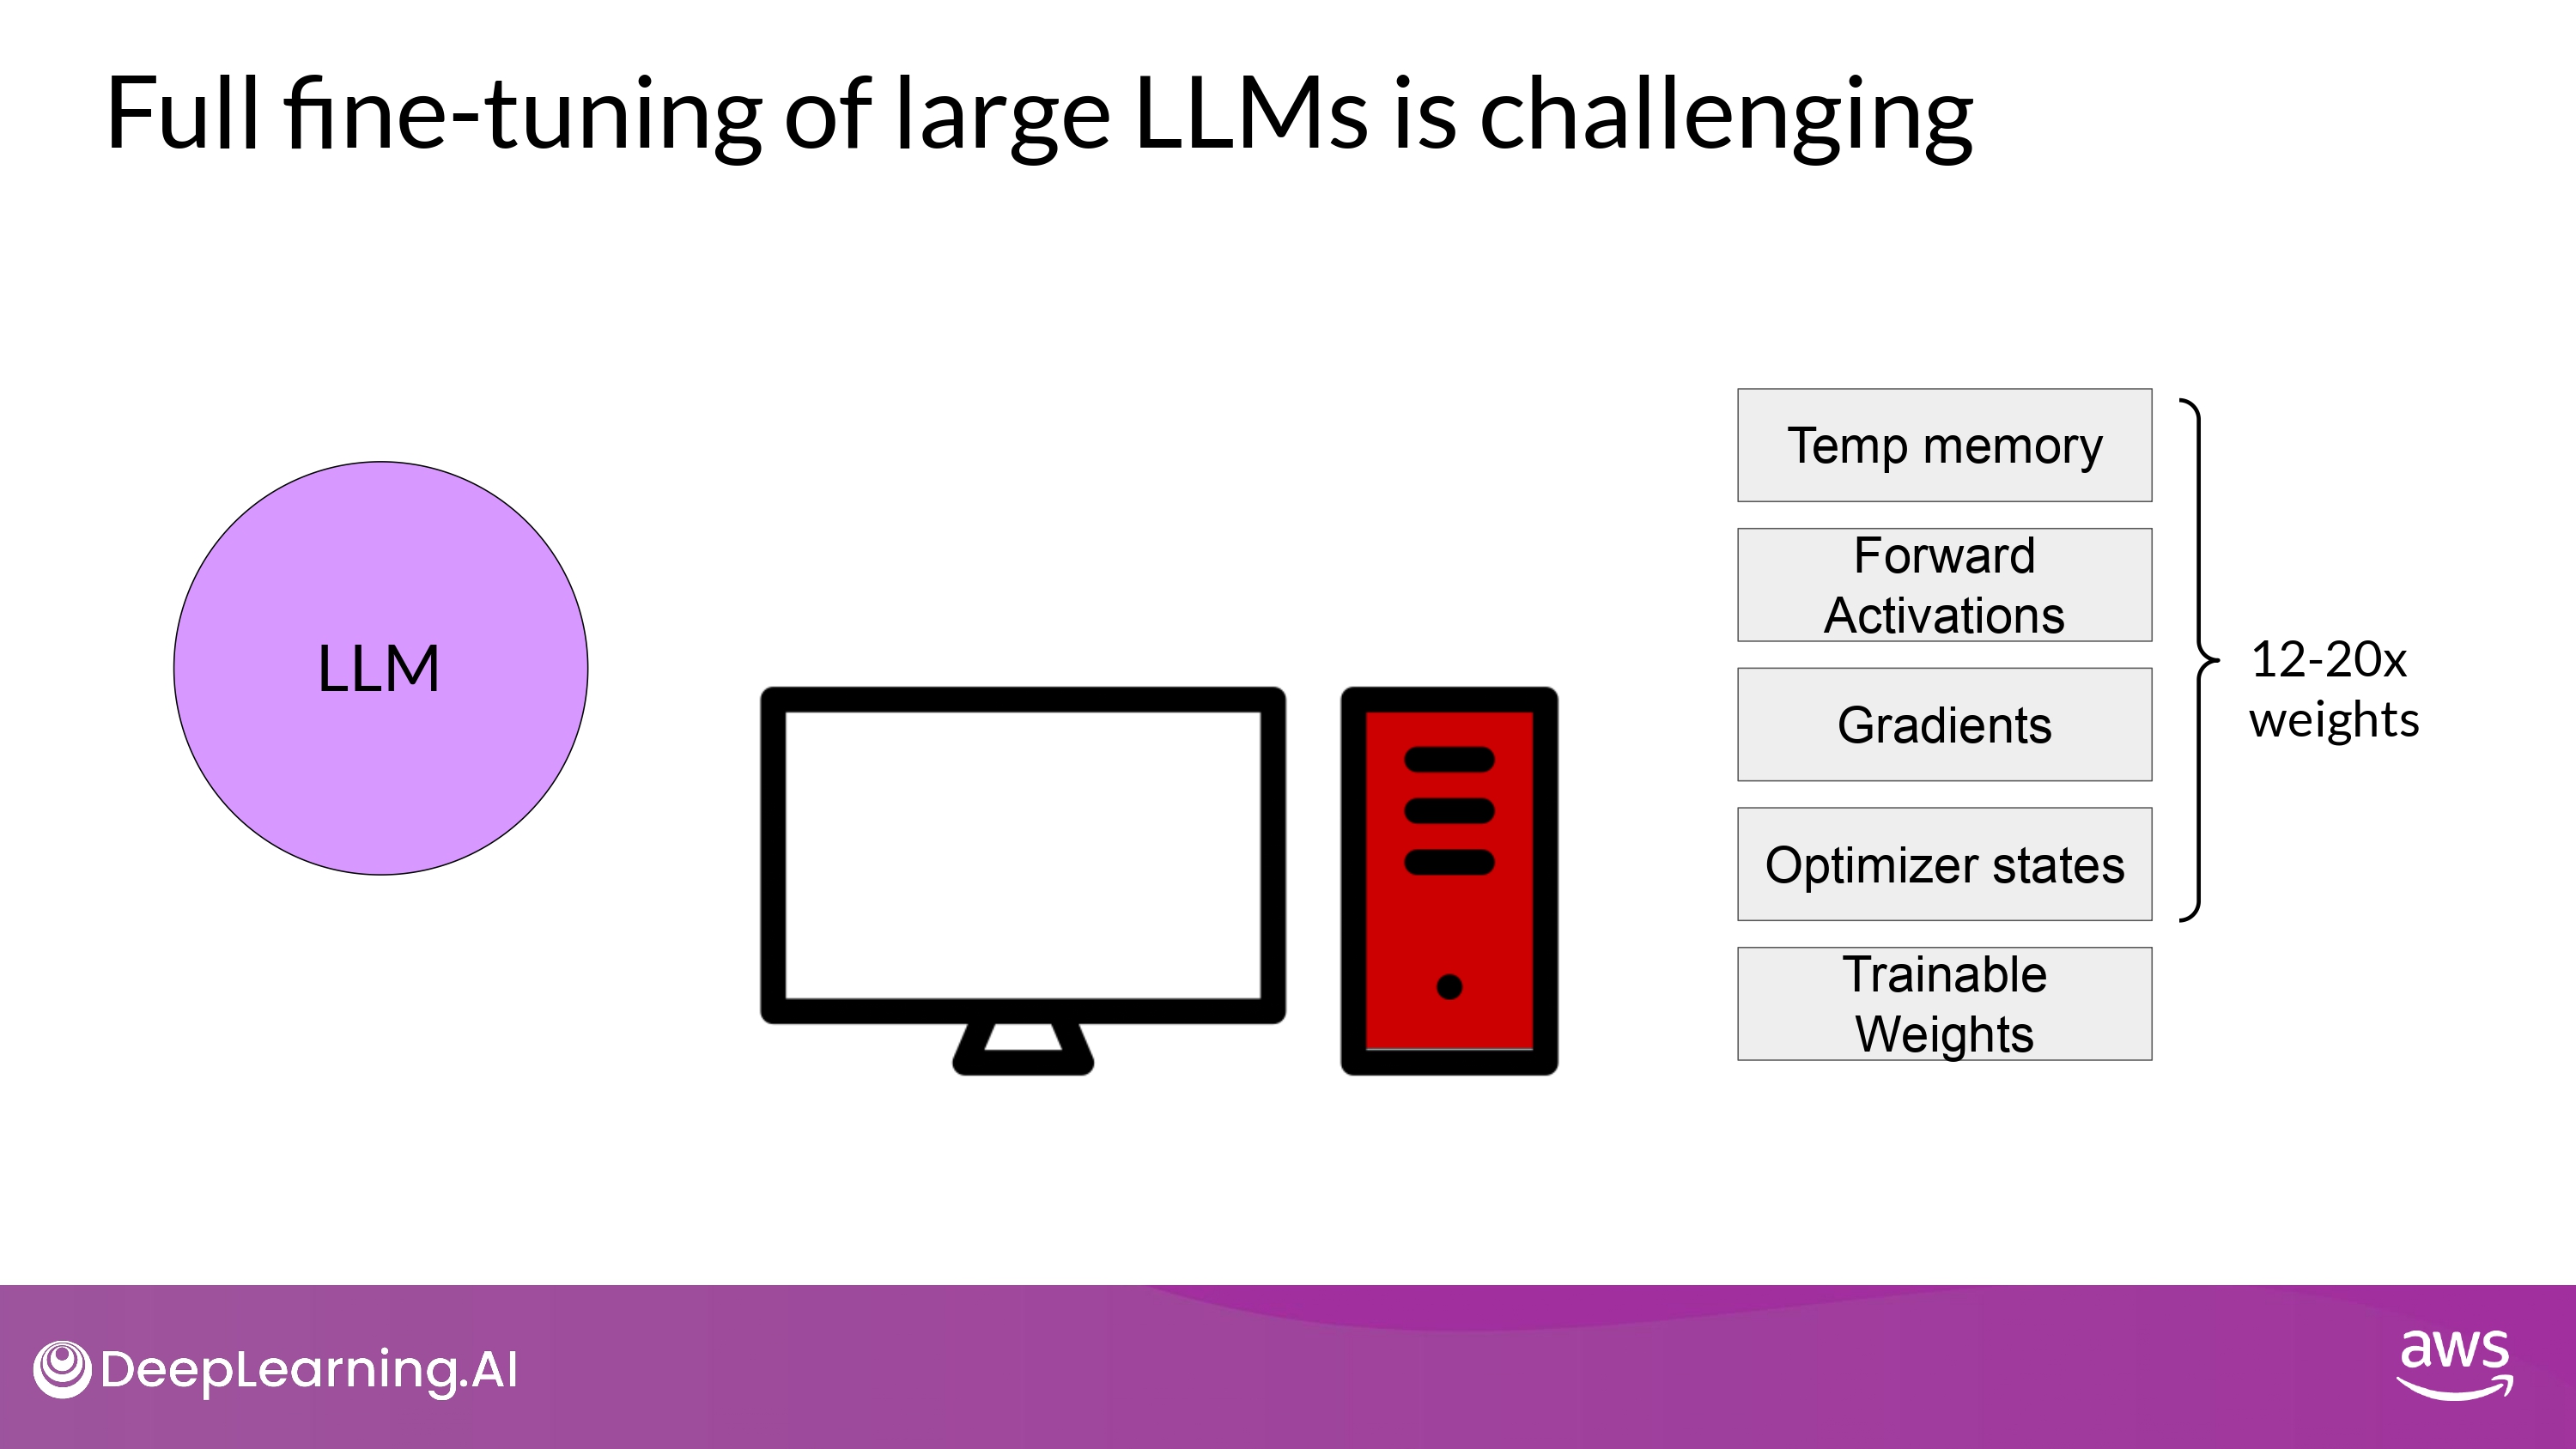 Full fine-tuning of large LLMs is challenging
LLM
Temp memory
Forward
Activations
Gradients
Optimizer states
Trainable
Weights
12-20x
weights
DeepLearning.AI
aws